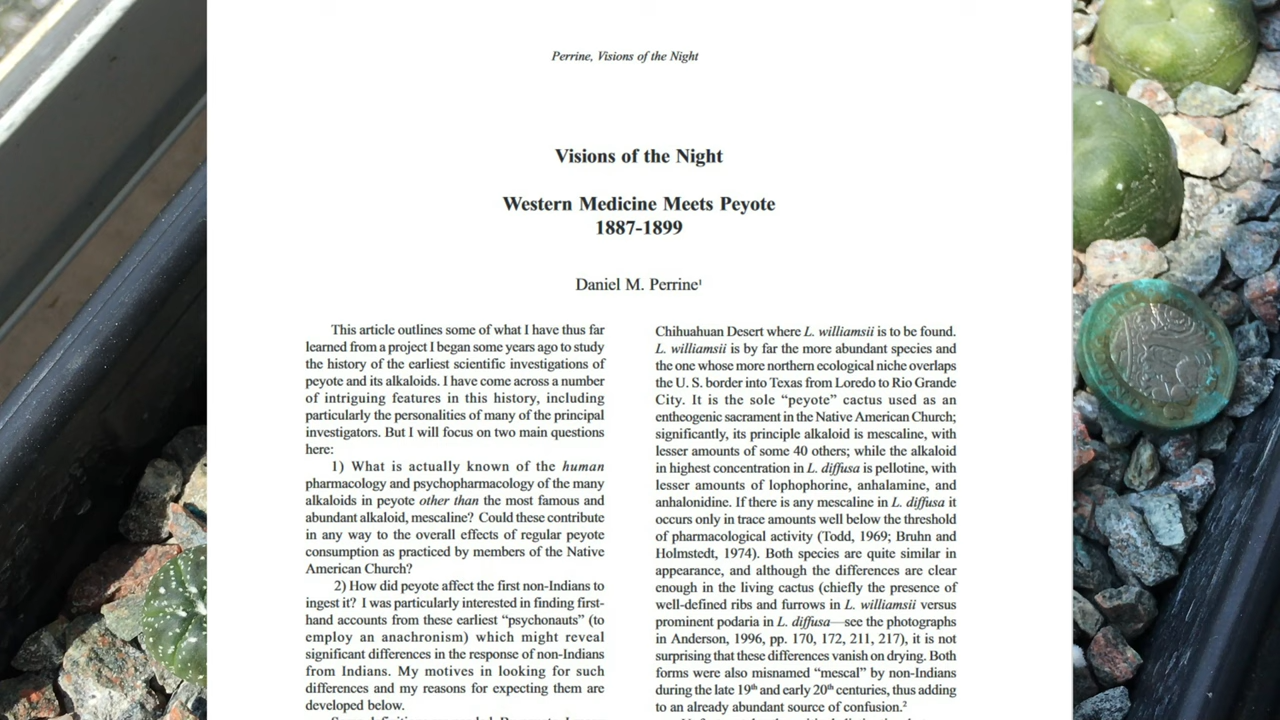 Perrine, Visions of the Night
Visions of the Night
Western Medicine Meets Peyote
1887-1899
Daniel M. Perrine¹
This article outlines some of what I have thus far
learned from a project I began some years ago to study
the history of the earliest scientific investigations of
peyote and its alkaloids. I have come across a number
of intriguing features in this history, including
particularly the personalities of many of the principal
investigators. But I will focus on two main questions
here:
1) What is actually known of the human
pharmacology and psychopharmacology of the many
alkaloids in peyote other than the most famous and
abundant alkaloid, mescaline? Could these contribute
in any way to the overall effects of regular peyote
consumption as practiced by members of the Native
American Church?
2) How did peyote affect the first non-Indians to
ingest it? I was particularly interested in finding first-
hand accounts from these earliest “psychonauts” (to
employ an anachronism) which might reveal
significant differences in the response of non-Indians
from Indians. My motives in looking for such
differences and my reasons for expecting them are
developed below.
Chihuahuan Desert where L. williamsii is to be found.
L. williamsii is by far the more abundant species and
the one whose more northern ecological niche overlaps
the U. S. border into Texas from Loredo to Rio Grande
City. It is the sole “peyote” cactus used as an
entheogenic sacrament in the Native American Church;
significantly, its principle alkaloid is mescaline, with
lesser amounts of some 40 others; while the alkaloid
in highest concentration in L. diffusa is pellotine, with
lesser amounts of lophophorine, anhalamine, and
anhalonidine. If there is any mescaline in L. diffusa it
occurs only in trace amounts well below the threshold
of pharmacological activity (Todd, 1969; Bruhn and
Holmstedt, 1974). Both species are quite similar in
appearance, and although the differences are clear
enough in the living cactus (chiefly the presence of
well-defined ribs and furrows in L. williamsii versus
prominent podaria in L. diffusa—see the photographs
in Anderson, 1996, pp. 170, 172, 211, 217), it is not
surprising that these differences vanish on drying. Both
forms were also misnamed “mescal” by non-Indians
during the late 19th and early 20th centuries, thus adding
to an already abundant source of confusion.²